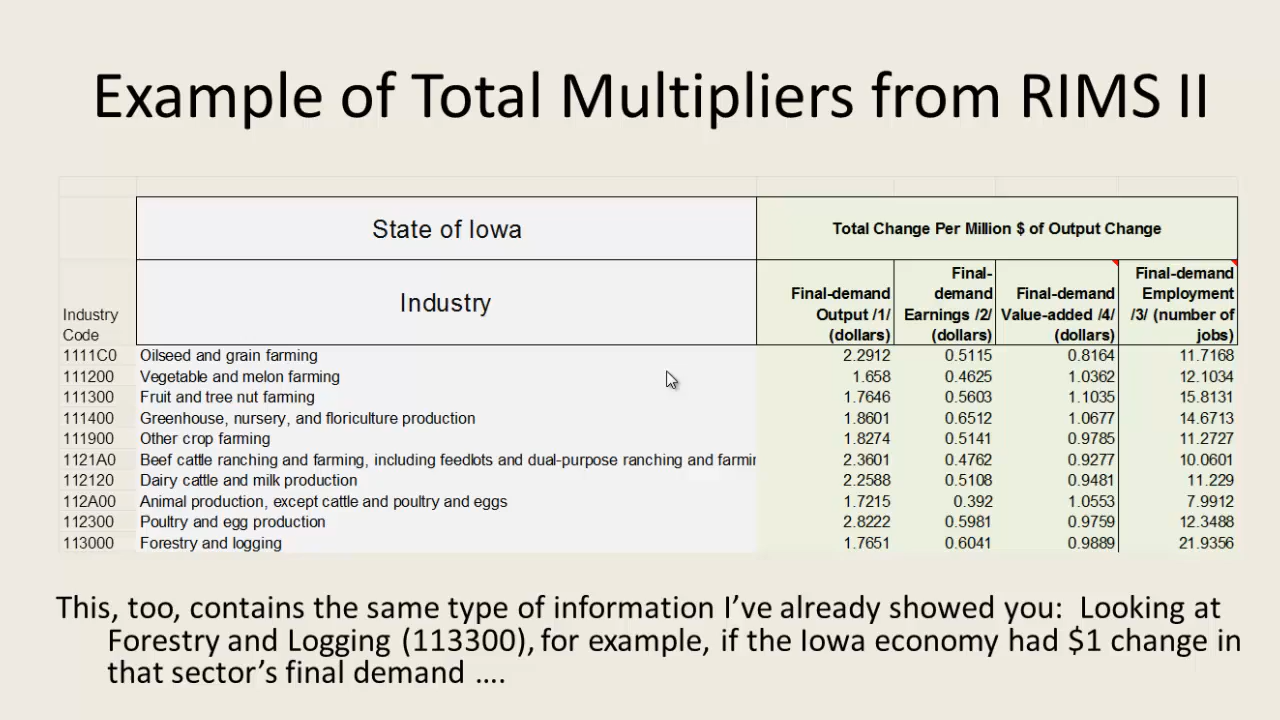 Example of Total Multipliers from RIMS II
State of Iowa
Total Change Per Million $ of Output Change
Industry Code
Industry
Final-demand Output /1/ (dollars)
Final-demand Earnings /2/ (dollars)
Final-demand Value-added /4/ (dollars)
Final-demand Employment /3/ (number of jobs)
1111C0 Oilseed and grain farming 2.2912 0.5115 0.8164 11.7168
111200 Vegetable and melon farming 1.658 0.4625 1.0362 12.1034
111300 Fruit and tree nut farming 1.7646 0.5603 1.1035 15.8131
111400 Greenhouse, nursery, and floriculture production 1.8601 0.6512 1.0677 14.6713
111900 Other crop farming 1.8274 0.5141 0.9785 11.2727
1121A0 Beef cattle ranching and farming, including feedlots and dual-purpose ranching and farmin 2.3601 0.4762 0.9277 10.0601
112120 Dairy cattle and milk production 2.2588 0.5108 0.9481 11.229
112A00 Animal production, except cattle and poultry and eggs 1.7215 0.392 1.0553 7.9912
112300 Poultry and egg production 2.8222 0.5981 0.9759 12.3488
113000 Forestry and logging 1.7651 0.6041 0.9889 21.9356
This, too, contains the same type of information I've already showed you: Looking at
Forestry and Logging (113300), for example, if the Iowa economy had $1 change in
that sector's final demand ….